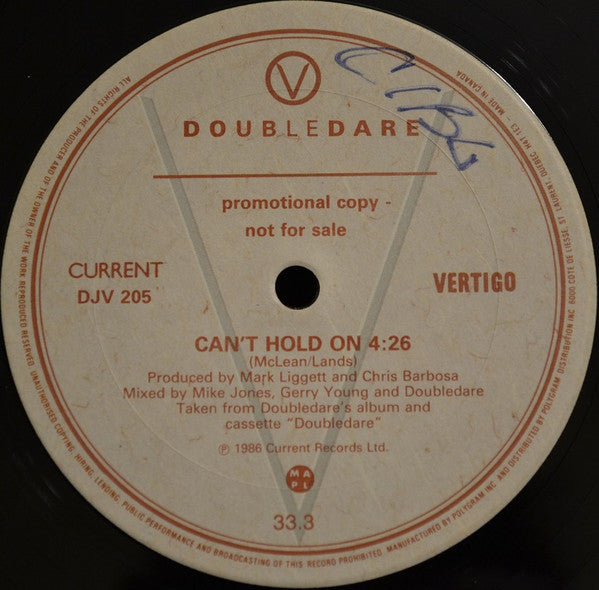 V
DOUBLEDARE
promotional copy -
not for sale
CURRENT
DJV 205
VERTIGO
CAN'T HOLD ON 4:26
(McLean/Lands)
Produced by Mark Liggett and Chris Barbosa
Mixed by Mike Jones, Gerry Young and Doubledare
Taken from Doubledare's album and
cassette "Doubledare"
℗ 1986 Current Records Ltd.
M A
P L
33.3
ALL RIGHTS OF THE PRODUCER AND OF THE OWNER OF THE WORK REPRODUCED RESERVED. UNAUTHORISED COPYING, HIRING, LENDING, PUBLIC PERFORMANCE AND BROADCASTING OF THIS RECORD PROHIBITED. MANUFACTURED BY POLYGRAM INC. AND DISTRIBUTED BY POLYGRAM DISTRIBUTION INC 6000 COTE DE LIESSE, ST LAURENT, QUEBEC H4T 1E3 – MADE IN CANADA